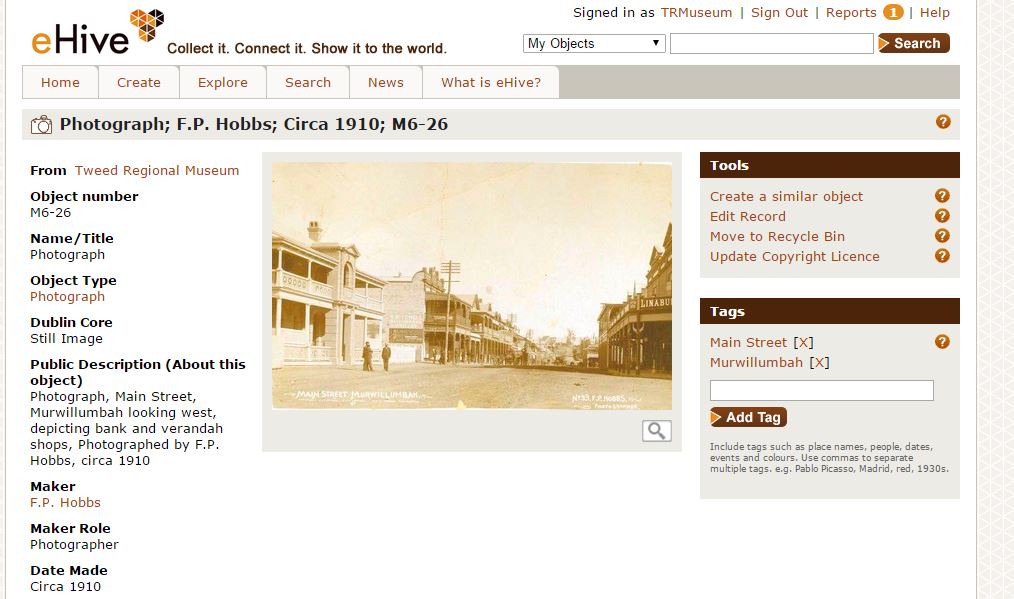 Signed in as TRMuseum | Sign Out | Reports 1 | Help
eHive Collect it. Connect it. Show it to the world.
My Objects Search
Home Create Explore Search News What is eHive?
Photograph; F.P. Hobbs; Circa 1910; M6-26 ?
From Tweed Regional Museum
Object number
M6-26
Name/Title
Photograph
Object Type
Photograph
Dublin Core
Still Image
Public Description (About this
object)
Photograph, Main Street,
Murwillumbah looking west,
depicting bank and verandah
shops, Photographed by F.P.
Hobbs, circa 1910
Maker
F.P. Hobbs
Maker Role
Photographer
Date Made
Circa 1910
LINABU
MAIN STREET MURWILLUMBAH.
No 33. F.P. HOBBS.
PHOTOGRAPHER
Tools
Create a similar object ?
Edit Record ?
Move to Recycle Bin ?
Update Copyright Licence ?
Tags
Main Street [X] ?
Murwillumbah [X]
Add Tag
Include tags such as place names, people, dates,
events and colours. Use commas to separate
multiple tags. e.g. Pablo Picasso, Madrid, red, 1930s.